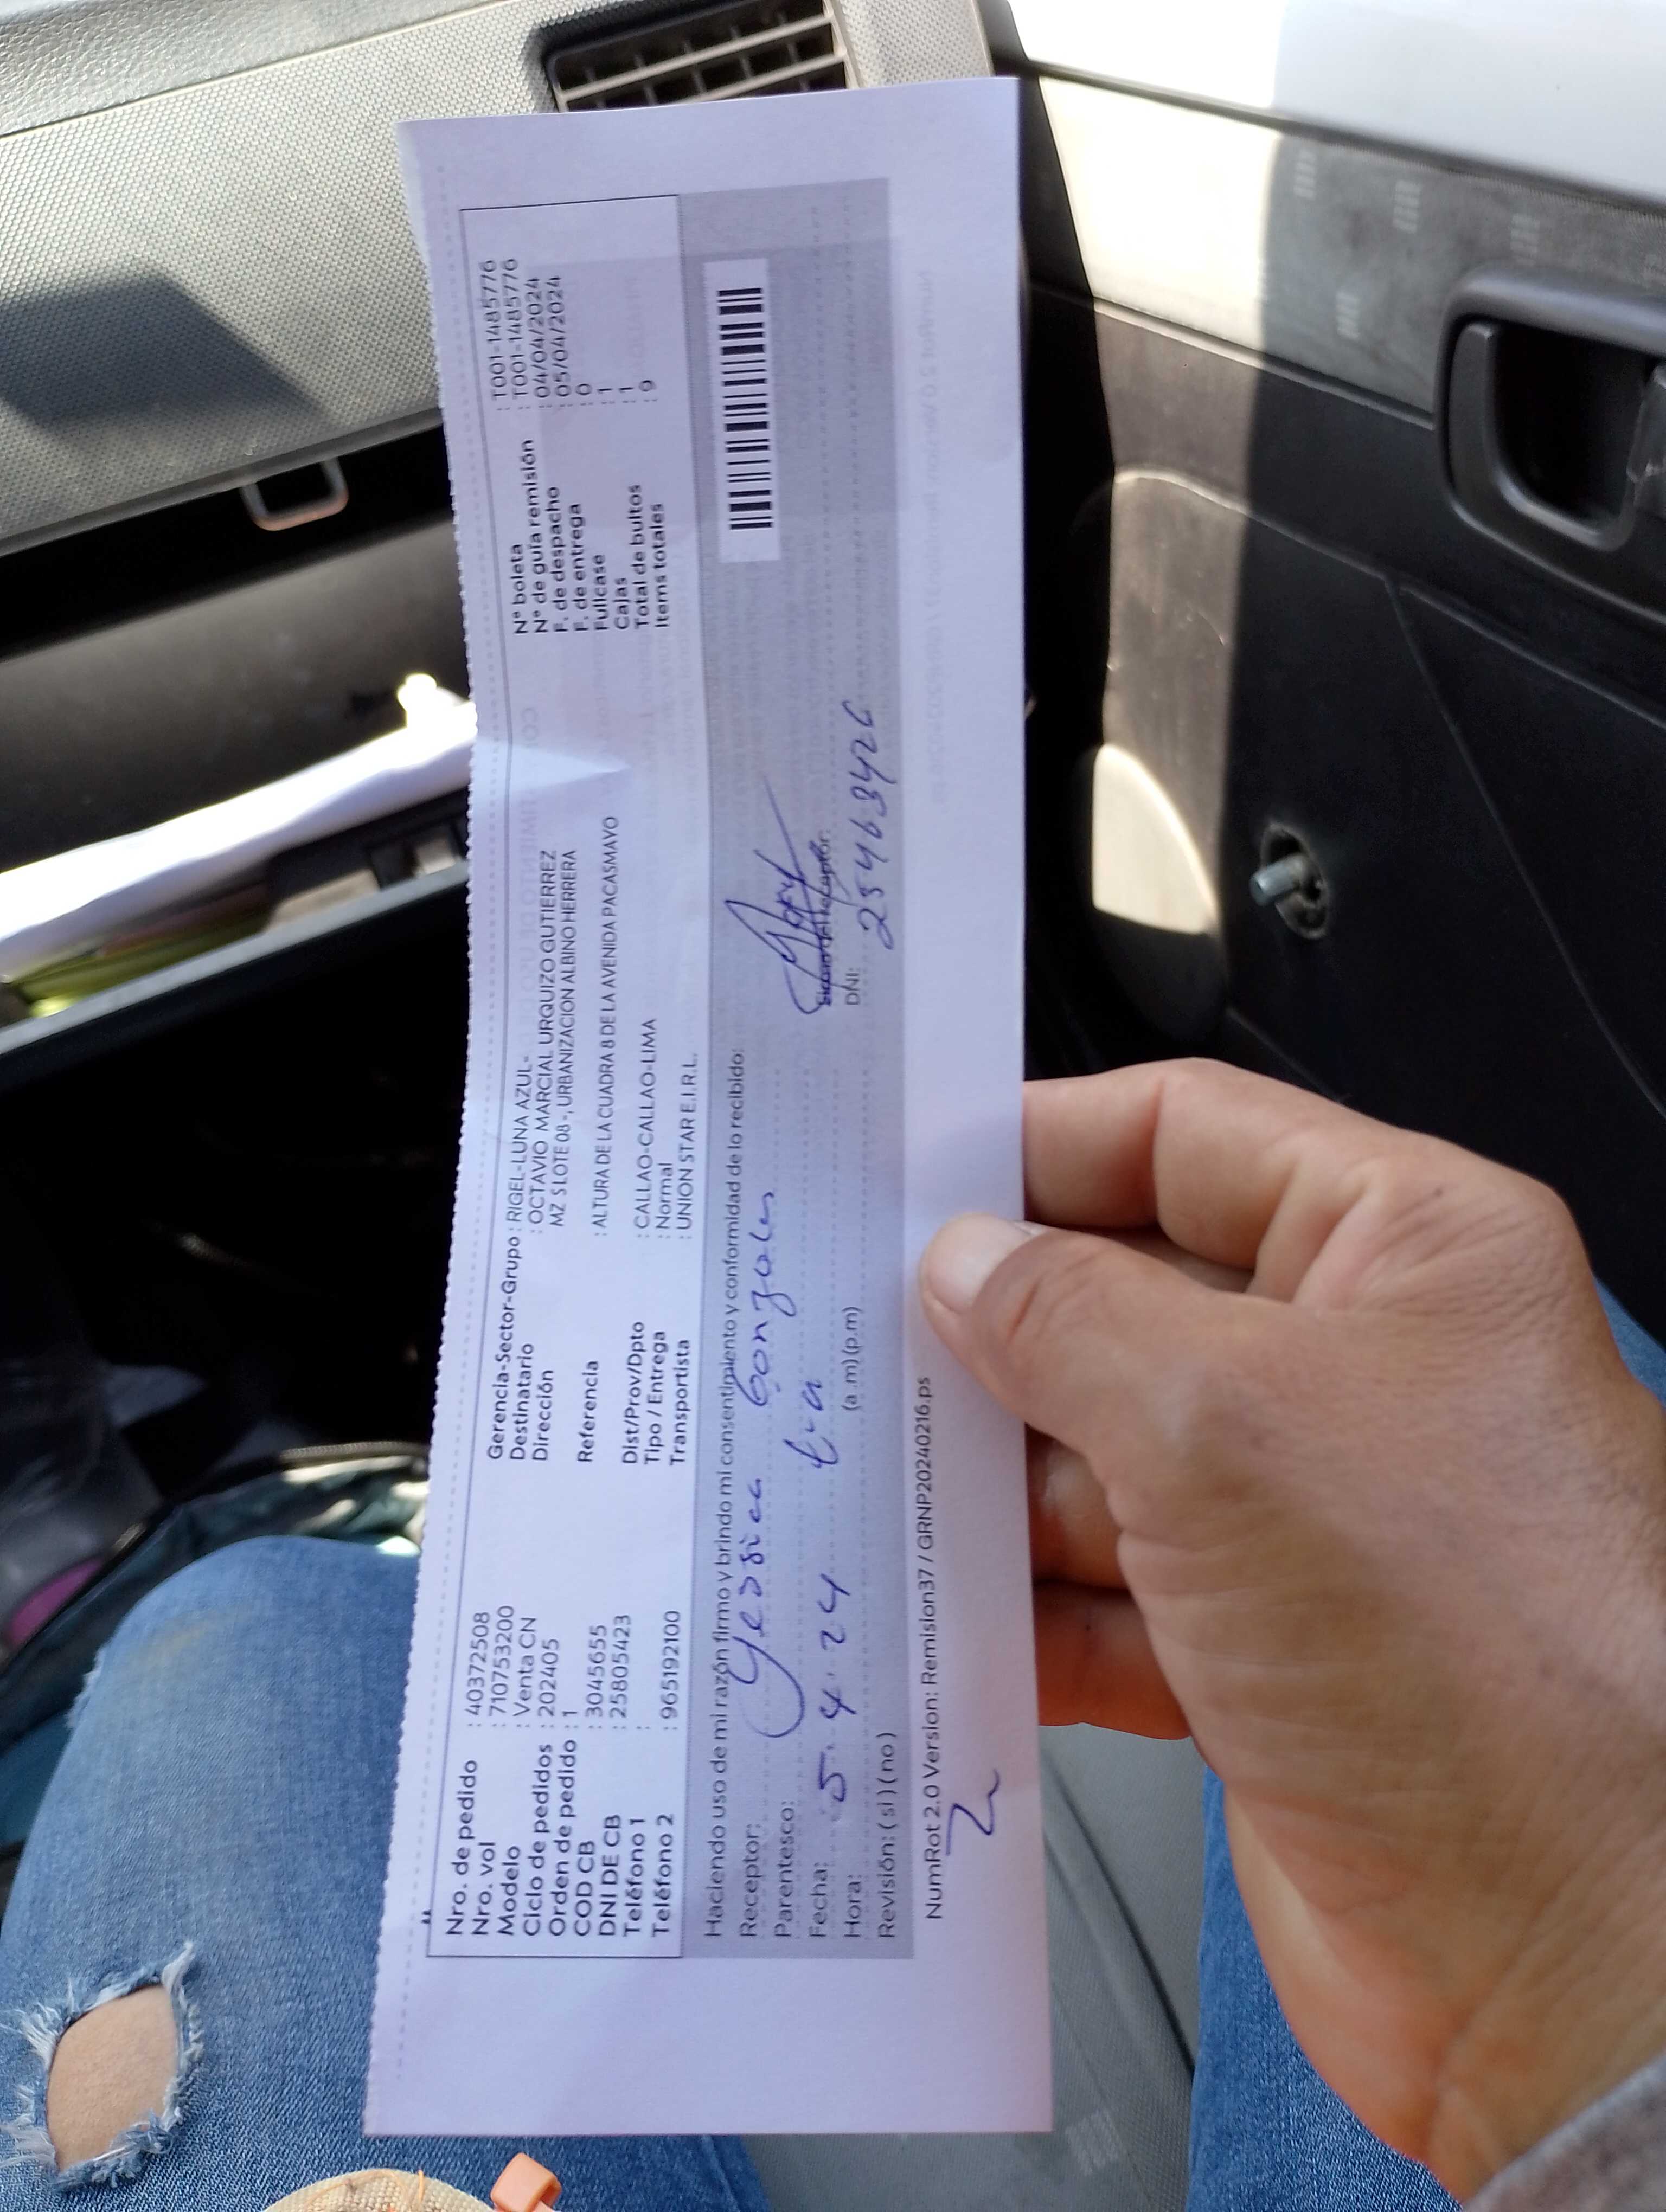 Nro. de pedido : 40372508
Nro. vol : 710753200
Modelo : Venta CN
Ciclo de pedidos : 202405
Orden de pedido : 1
COD CB : 3045655
DNI DE CB : 25805423
Teléfono 1 :
Teléfono 2 : 965192100
Gerencia-Sector-Grupo : RIGEL-LUNA AZUL-
Destinatario : OCTAVIO MARCIAL URQUIZO GUTIERREZ
Dirección MZ S LOTE 08 -, URBANIZACION ALBINO HERRERA
Referencia : ALTURA DE LA CUADRA 8 DE LA AVENIDA PACASMAYO
Dist/Prov/Dpto : CALLAO-CALLAO-LIMA
Tipo / Entrega : Normal
Transportista : UNION STAR E.I.R.L.
N° boleta : T001-1485776
N° de guía remisión : T001-1485776
F. de despacho : 04/04/2024
F. de entrega : 05/04/2024
Fullcase : 0
Cajas : 1
Total de bultos : 1
Items totales : 9
Haciendo uso de mi razón firmo y brindo mi consentimiento y conformidad de lo recibido:
Receptor: Yessica Gonzales
Parentesco:
Fecha: 5.4.24
Hora: (a.m)(p.m)
Revisión: ( si ) ( no )
DNI: 25463426
NumRot 2.0 Version: Remision37 / GRNP20240216.ps